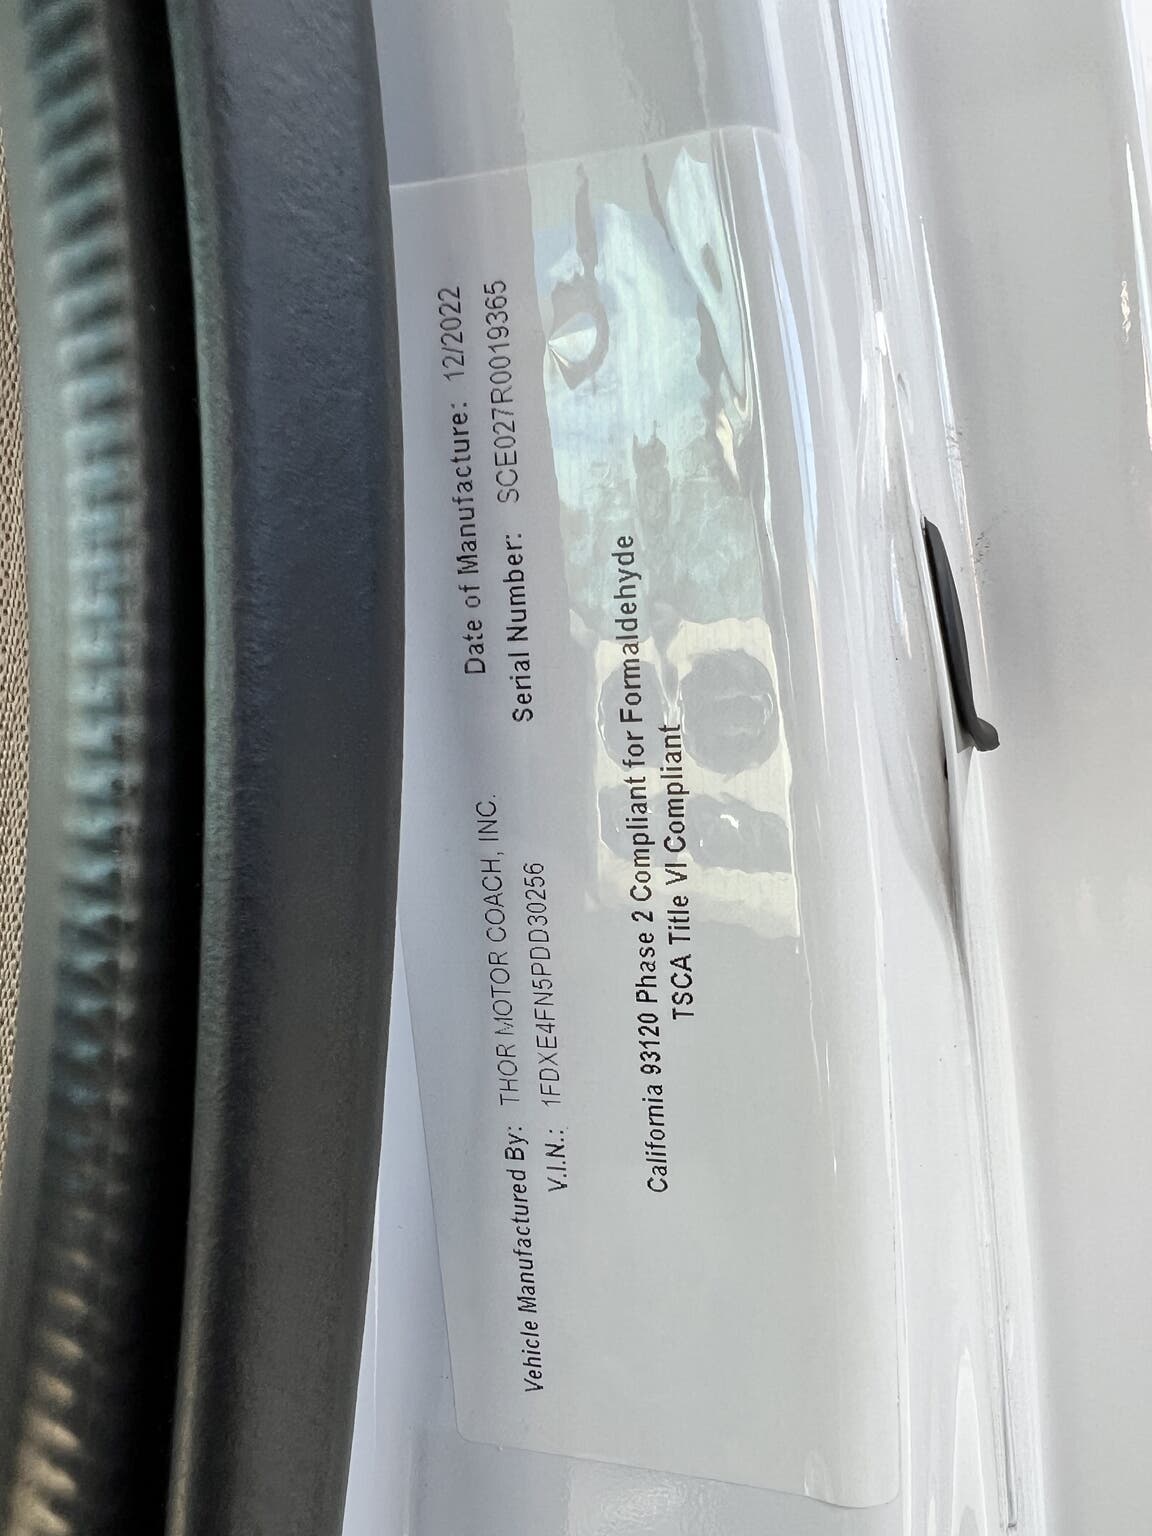 Vehicle Manufactured By: THOR MOTOR COACH, INC. Date of Manufacture: 12/2022
V.I.N.: 1FDXE4FN5PDD30256 Serial Number: SCE027R0019365
California 93120 Phase 2 Compliant for Formaldehyde
TSCA Title VI Compliant